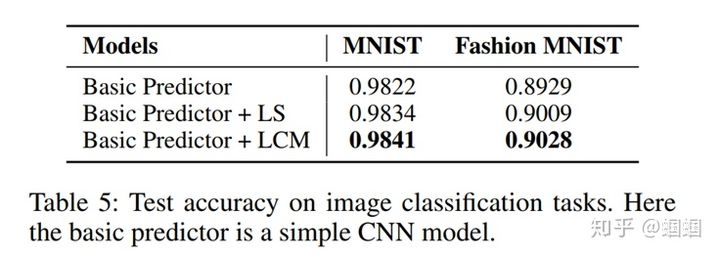 Models MNIST Fashion MNIST
Basic Predictor 0.9822 0.8929
Basic Predictor + LS 0.9834 0.9009
Basic Predictor + LCM 0.9841 0.9028
Table 5: Test accuracy on image classification tasks. Here
the basic predictor is a simple CNN model.
知乎 @蝈蝈